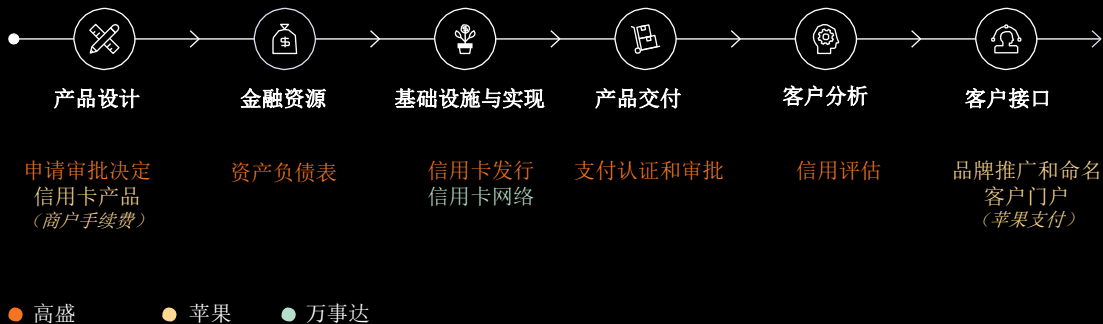 $
产品设计
金融资源
基础设施与实现
产品交付
客户分析
客户接口
申请审批决定
信用卡产品
(商户手续费)
资产负债表
信用卡发行
信用卡网络
支付认证和审批
信用评估
品牌推广和命名
客户门户
(苹果支付)
高盛
苹果
万事达